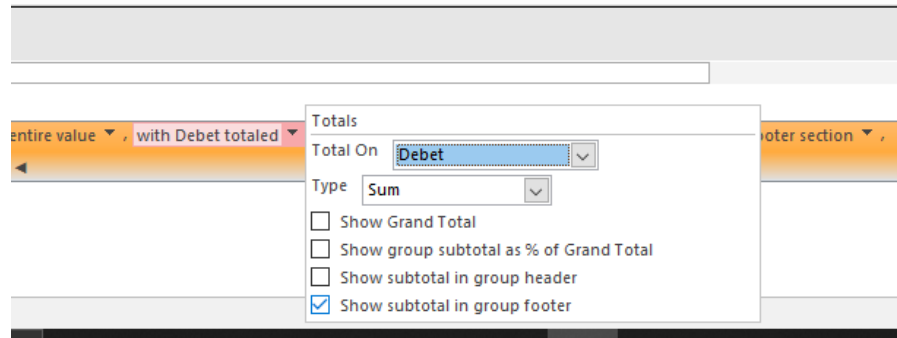 Totals
entire value , with Debet totaled oter section ,
Total On Debet
Type Sum
Show Grand Total
Show group subtotal as % of Grand Total
Show subtotal in group header
Show subtotal in group footer